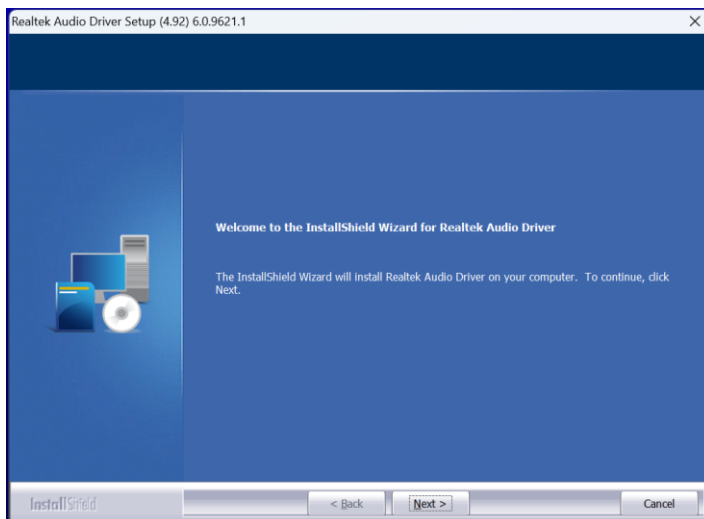 Realtek Audio Driver Setup (4.92) 6.0.9621.1
Welcome to the InstallShield Wizard for Realtek Audio Driver
The InstallShield Wizard will install Realtek Audio Driver on your computer. To continue, click
Next.
InstallShield
< Back Next > Cancel